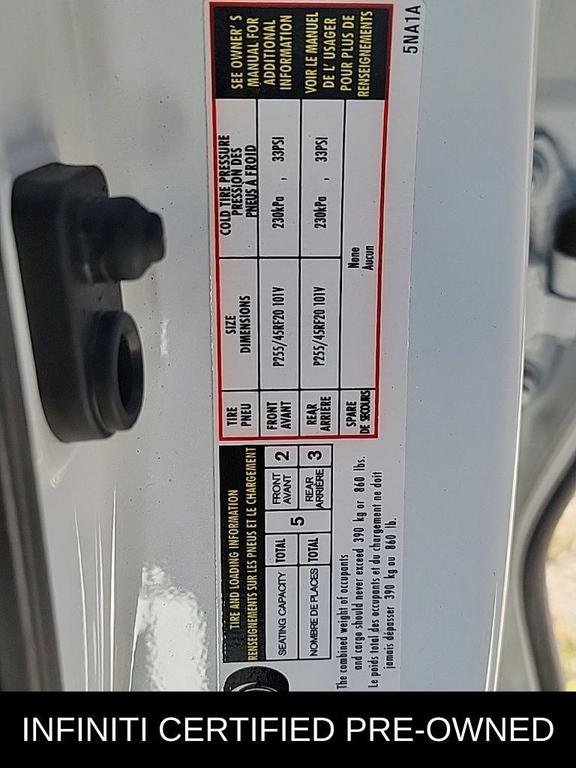 TIRE AND LOADING INFORMATION
RENSEIGNEMENTS SUR LES PNEUS ET LE CHARGEMENT
SEATING CAPACITY TOTAL 5 FRONT AVANT 2
NOMBRE DE PLACES TOTAL REAR ARRIÈRE 3
The combined weight of occupants
and cargo should never exceed 390 kg or 860 lbs.
Le poids total des occupants et du chargement ne doit
jamais dépasser 390 kg ou 860 lb.
TIRE
PNEU
SIZE
DIMENSIONS
COLD TIRE PRESSURE
PRESSION DES
PNEUS A FROID
FRONT
AVANT
P255/45RF20 101V
230kPa , 33PSI
REAR
ARRIÈRE
P255/45RF20 101V
230kPa , 33PSI
SPARE
DE SECOURS
None
Aucun
SEE OWNER'S
MANUAL FOR
ADDITIONAL
INFORMATION
VOIR LE MANUEL
DE L' USAGER
POUR PLUS DE
RENSEIGNEMENTS
5NA1A
INFINITI CERTIFIED PRE-OWNED